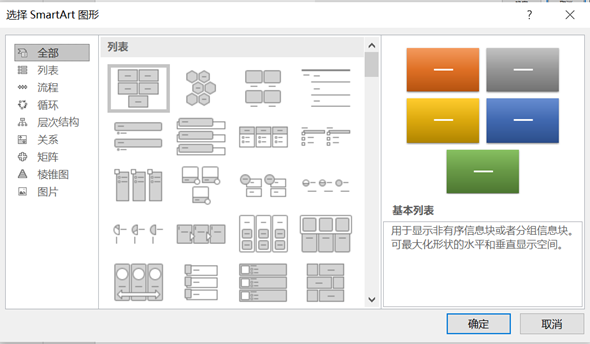 选择 SmartArt 图形
?
全部
列表
流程
循环
层次结构
关系
矩阵
棱锥图
图片
列表
基本列表
用于显示非有序信息块或者分组信息块。
可最大化形状的水平和垂直显示空间。
确定
取消